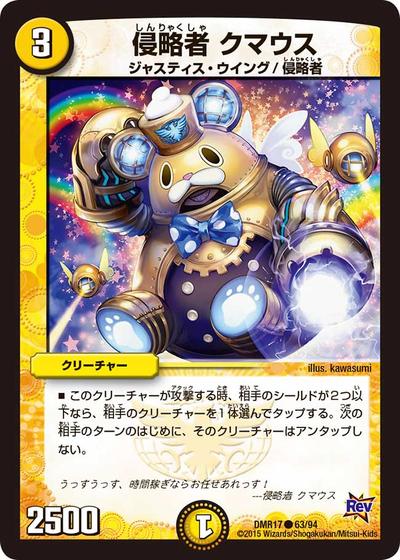 3
しんりゃくしゃ
侵略者 クマウス
ジャスティス・ウイング / 侵略者
しんりゃくしゃ
illus. kawasumi
クリーチャー
■ このクリーチャーが攻撃する時、相手のシールドが2つ以
下なら、相手のクリーチャーを1体選んでタップする。次の
相手のターンのはじめに、そのクリーチャーはアンタップし
ない。
うっすうっす、時間稼ぎならお任せあれっす!
---侵略者 クマウス
2500
1
DMR17 ● 63/94
©2015 Wizards/Shogakukan/Mitsui-Kids
Rev